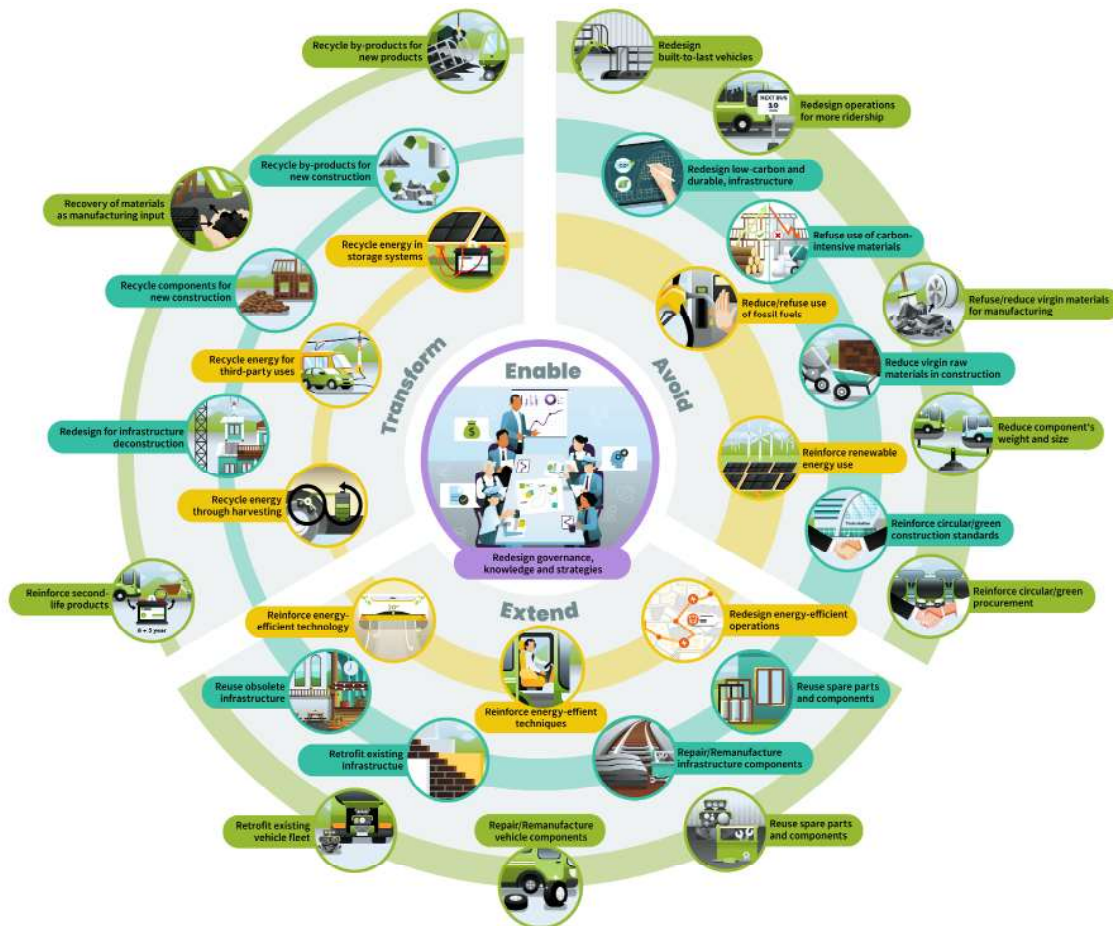 Recycle by-products for
new products
Redesign
built-to-last vehicles
NEXT BUS
10
Redesign operations
for more ridership
Recycle by-products for
new construction
Redesign low-carbon and
durable, infrastructure
Recovery of materials
as manufacturing input
Recycle energy in
storage systems
Refuse use of carbon-
intensive materials
Recycle components for
new construction
Reduce/refuse use
of fossil fuels
Refuse/reduce virgin materials
for manufacturing
Recycle energy for
third-party uses
Transform
Enable
Avoid
Reduce virgin raw
materials in construction
Redesign for infrastructure
deconstruction
Reduce component's
weight and size
Reinforce renewable
energy use
Recycle energy
through harvesting
Reinforce circular/green
construction standards
Redesign governance,
knowledge and strategies
Reinforce second-
life products
6 + 3 year
Reinforce circular/green
procurement
Extend
Reinforce energy-
efficient technology
Redesign energy-efficient
operations
Reuse obsolete
infrastructure
Reuse spare parts
and components
Reinforce energy-effient
techniques
Retrofit existing
Infrastructue
Repair/Remanufacture
infrastructure components
Retrofit existing
vehicle fleet
Repair/Remanufacture
vehicle components
Reuse spare parts
and components